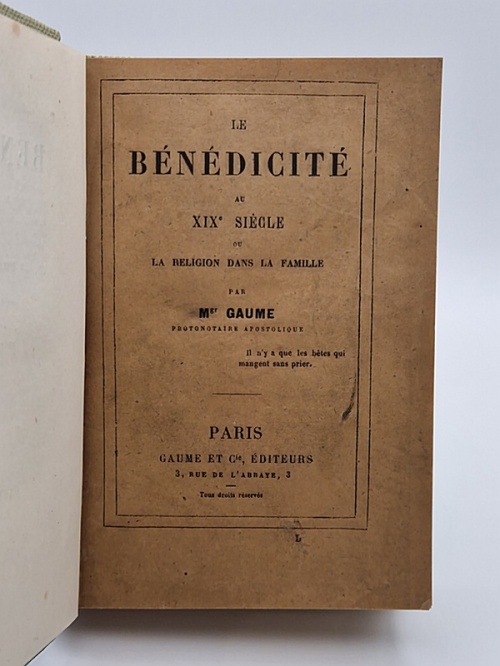 LE
BÉNÉDICITÉ
AU
XIXᵉ SIÈCLE
OU
LA RELIGION DANS LA FAMILLE
PAR
Mᵍʳ GAUME
PROTONOTAIRE APOSTOLIQUE
Il n'y a que les bêtes qui
mangent sans prier.
PARIS
GAUME ET Cⁱᵉ, ÉDITEURS
3, RUE DE L'ABBAYE, 3
Tous droits réservés
L